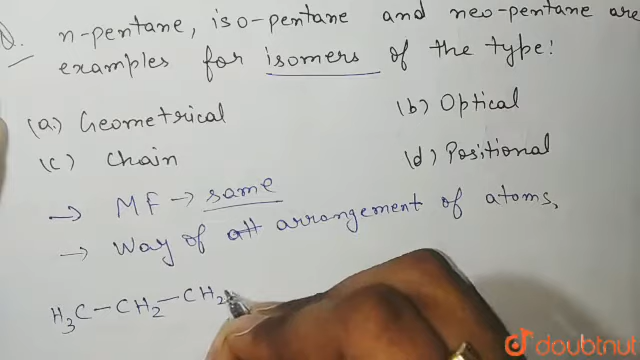 Q. n-pentane, iso-pentane and neo-pentane are
examples for isomers of the type:
(a.) Geometrical (b) Optical
(c) Chain (d) Positional
→ MF → same
→ Way of arrangement of atoms,
H3C-CH2-CH2
doubtnut